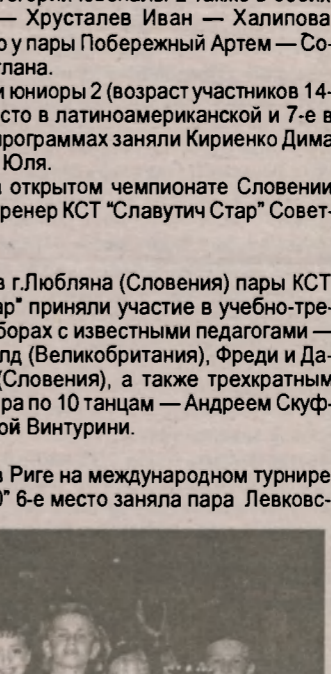 — Хрусталев Иван — Халипова
о у пары Побережный Артем — Со-
лана.
и юниоры 2 (возраст участников 14-
сто в латиноамериканской и 7-е в
программах заняли Кириенко Дима
Юля.
а открытом чемпионате Словении
ренер КСТ "Славутич Стар" Совет-
в г.Любляна (Словения) пары КСТ
ар" приняли участие в учебно-тре-
борах с известными педагогами —
лд (Великобритания), Фреди и Да-
(Словения), а также трехкратным
ра по 10 танцам — Андреем Скуф-
ой Винтурини.
в Риге на международном турнире
0" 6-е место заняла пара Левковс-